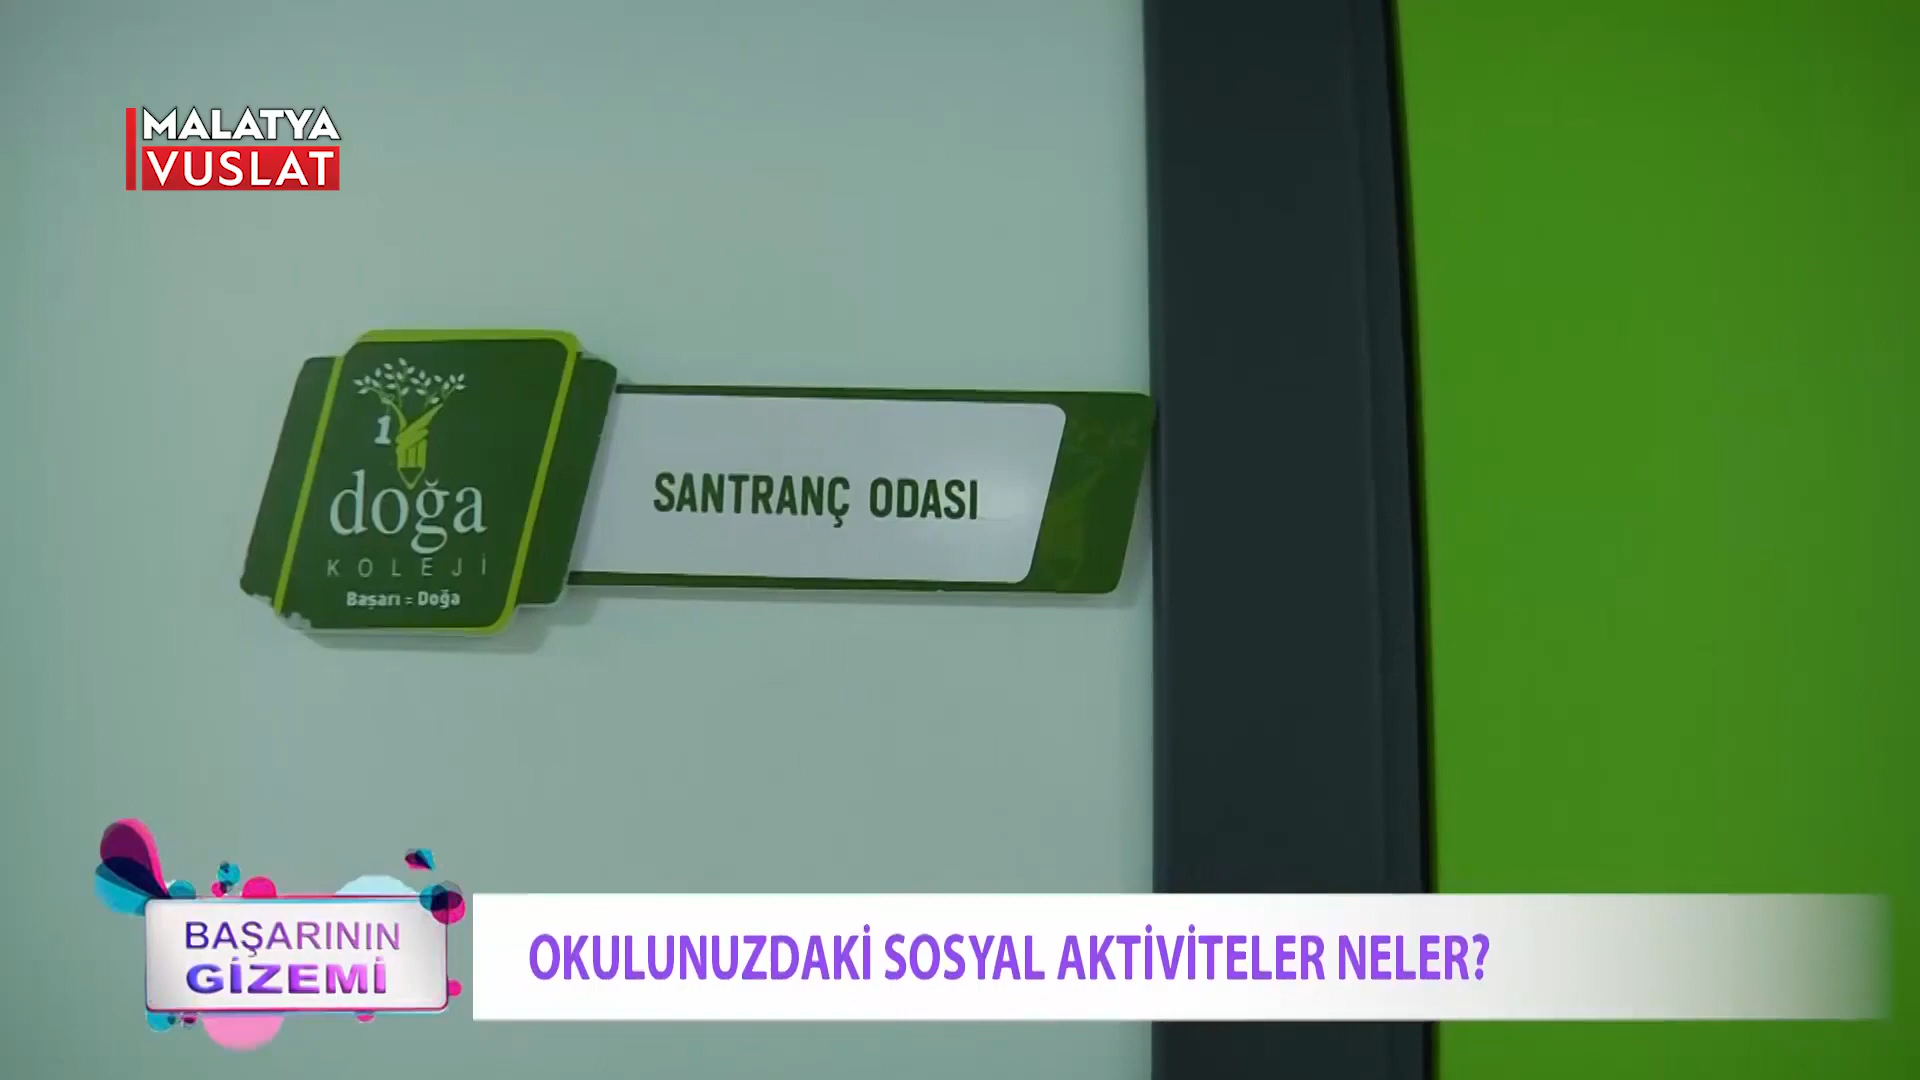 MALATYA
VUSLAT
1
doğa
KOLEJİ
Başarı = Doğa
SANTRANÇ ODASI
BAŞARININ
GİZEMİ
OKULUNUZDAKİ SOSYAL AKTİVİTELER NELER?